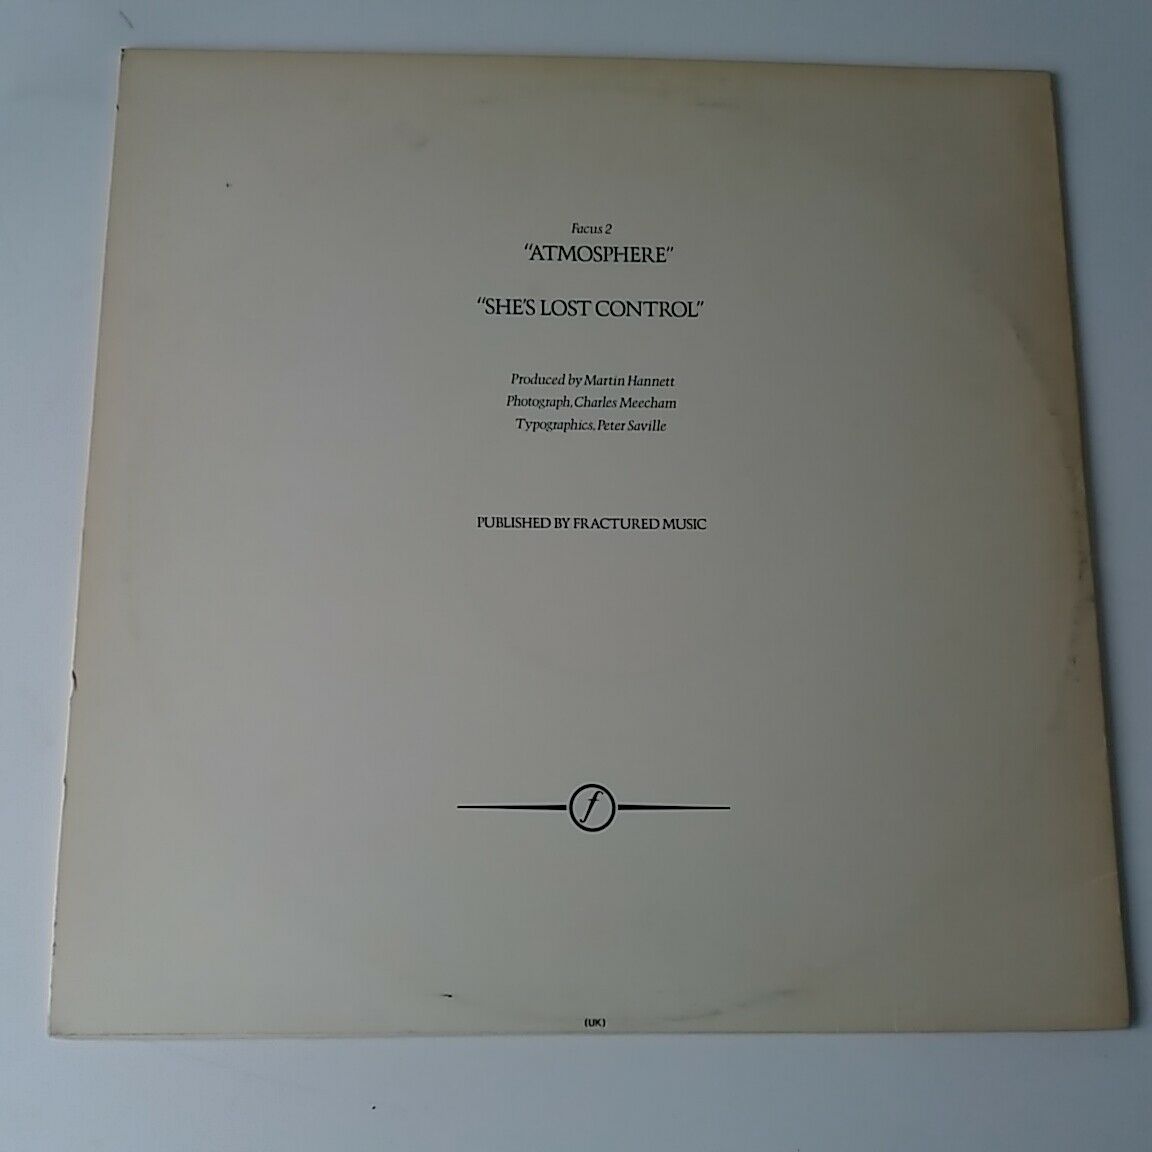 Facus 2
“ATMOSPHERE”
“SHE'S LOST CONTROL”
Produced by Martin Hannett
Photograph, Charles Meecham
Typographics, Peter Saville
PUBLISHED BY FRACTURED MUSIC
f
(UK)